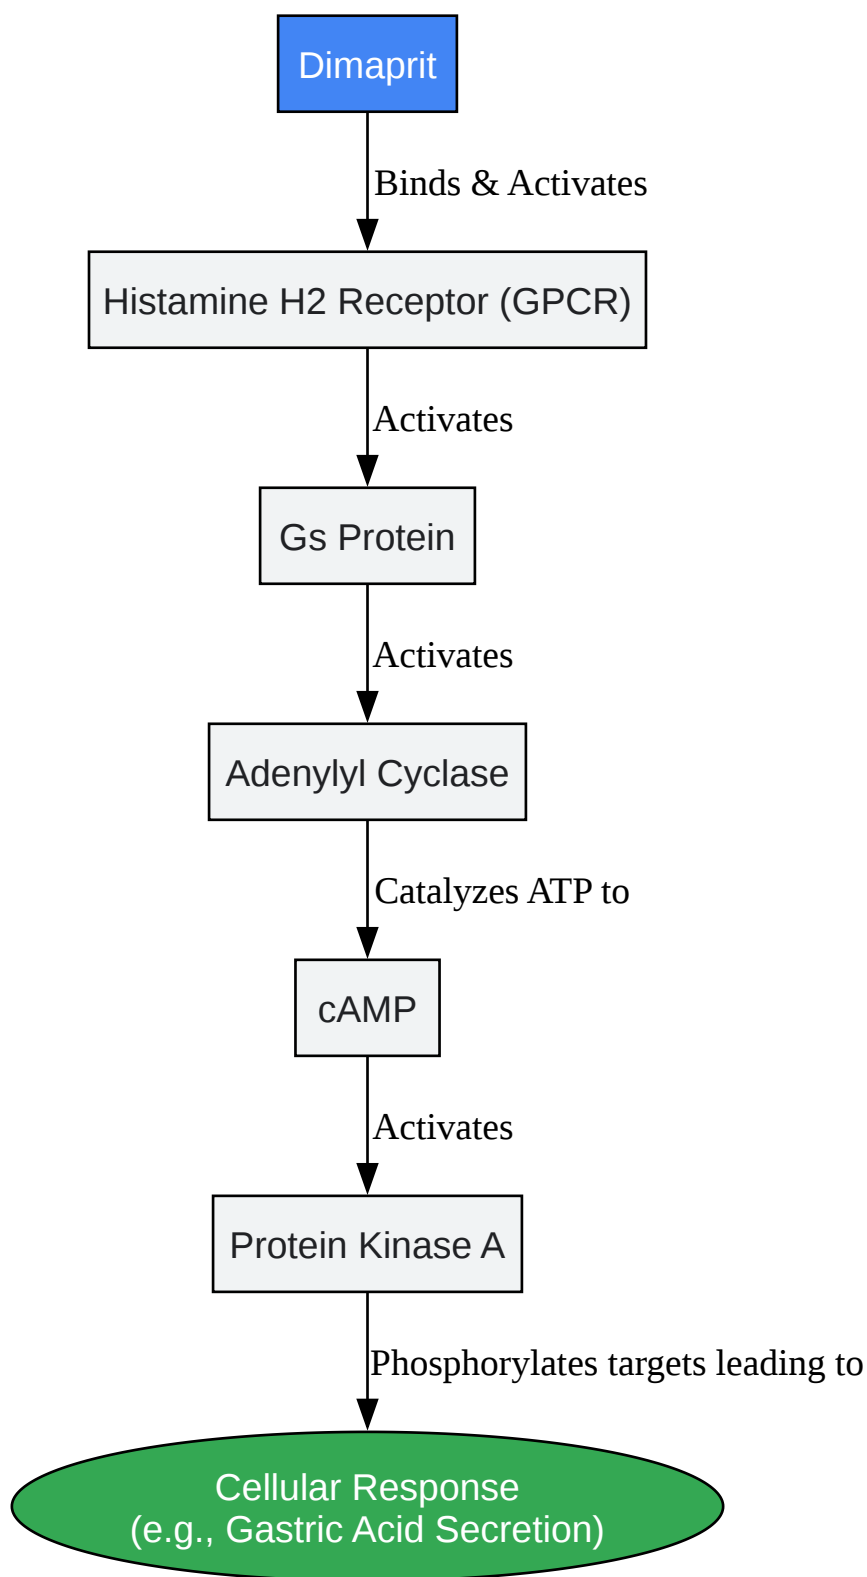 Dimaprit
Binds & Activates
Histamine H2 Receptor (GPCR)
Activates
Gs Protein
Activates
Adenylyl Cyclase
Catalyzes ATP to
cAMP
Activates
Protein Kinase A
Phosphorylates targets leading to
Cellular Response
(e.g., Gastric Acid Secretion)